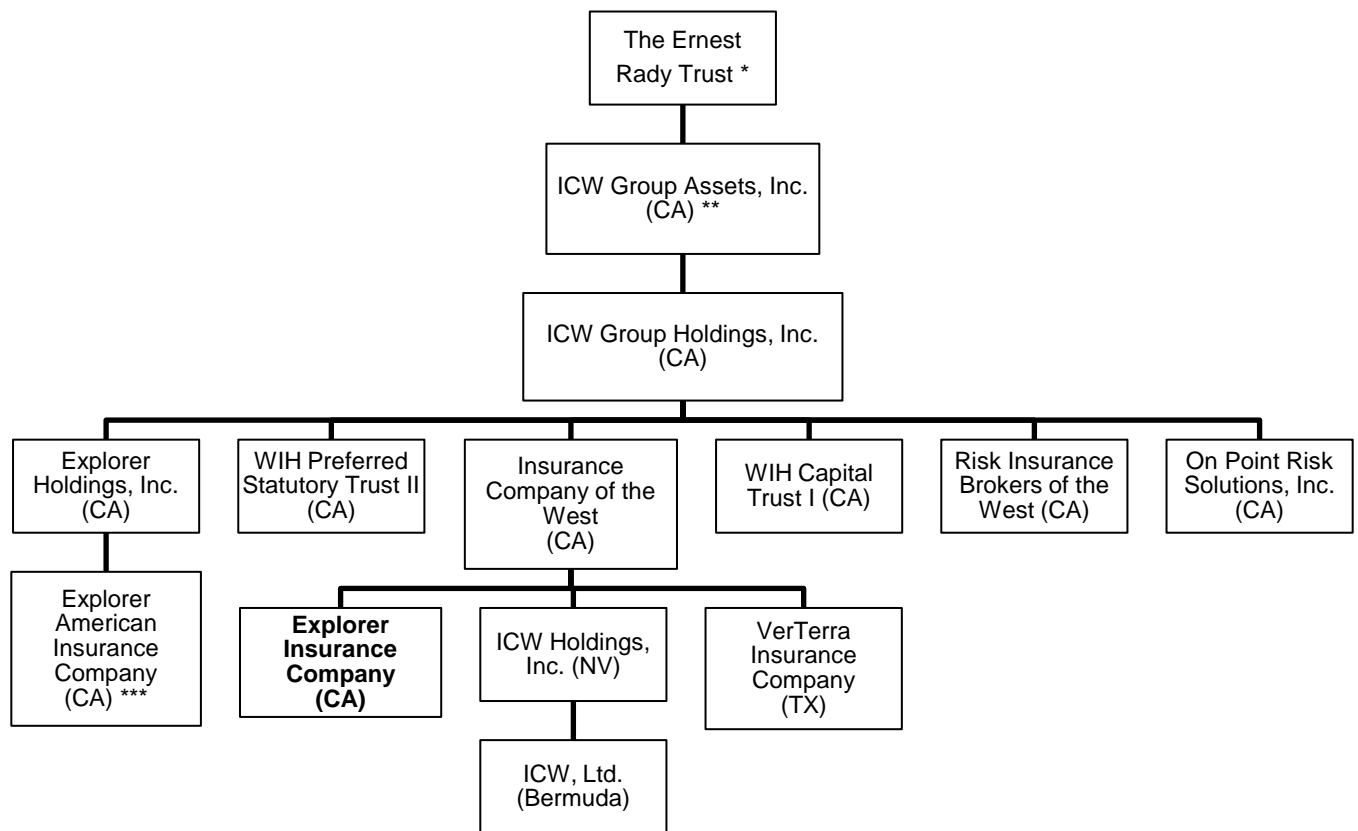 The Ernest
Rady Trust *
ICW Group Assets, Inc.
(CA) **
ICW Group Holdings, Inc.
(CA)
Explorer
Holdings, Inc.
(CA)
WIH Preferred
Statutory Trust II
(CA)
Insurance
Company of the
West
(CA)
WIH Capital
Trust I (CA)
Risk Insurance
Brokers of the
West (CA)
On Point Risk
Solutions, Inc.
(CA)
Explorer
American
Insurance
Company
(CA) ***
Explorer
Insurance
Company
(CA)
ICW Holdings,
Inc. (NV)
VerTerra
Insurance
Company
(TX)
ICW, Ltd.
(Bermuda)